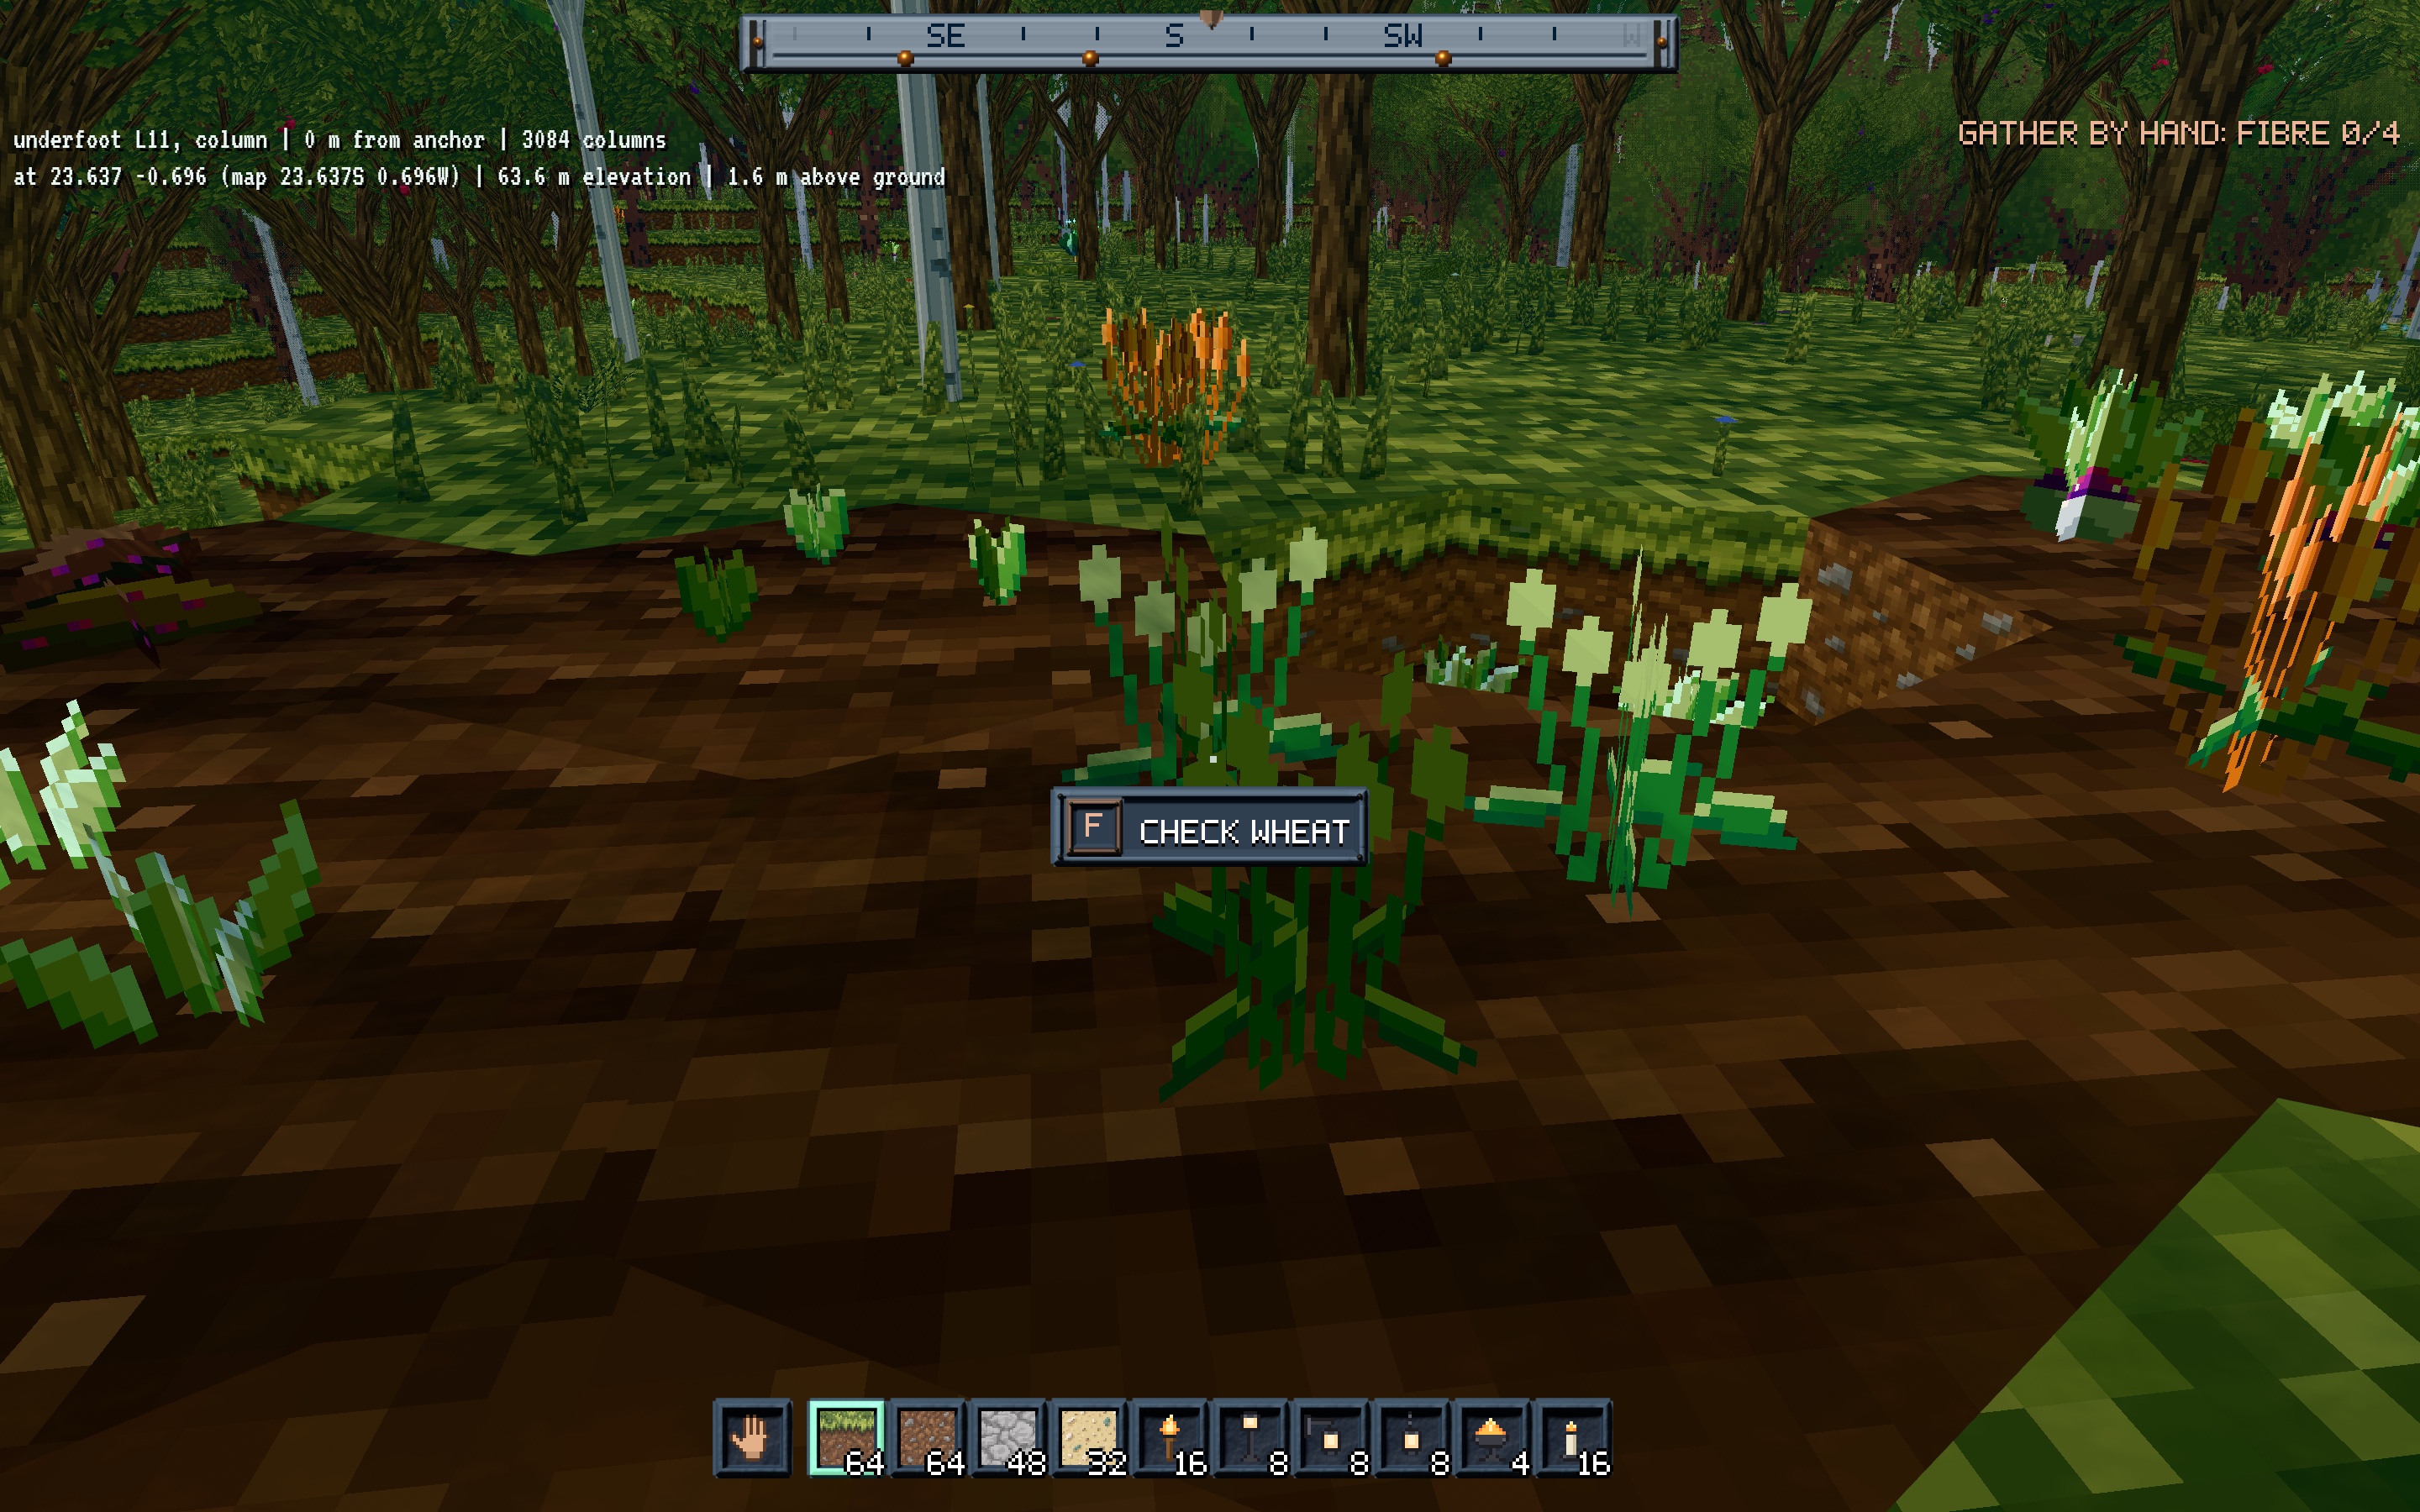 SE S SW W
underfoot L11, column | 0 m from anchor | 3084 columns
at 23.637 -0.696 (map 23.637S 0.696W) | 63.6 m elevation | 1.6 m above ground
GATHER BY HAND: FIBRE 0/4
F CHECK WHEAT
64 64 48 32 16 8 8 8 4 16